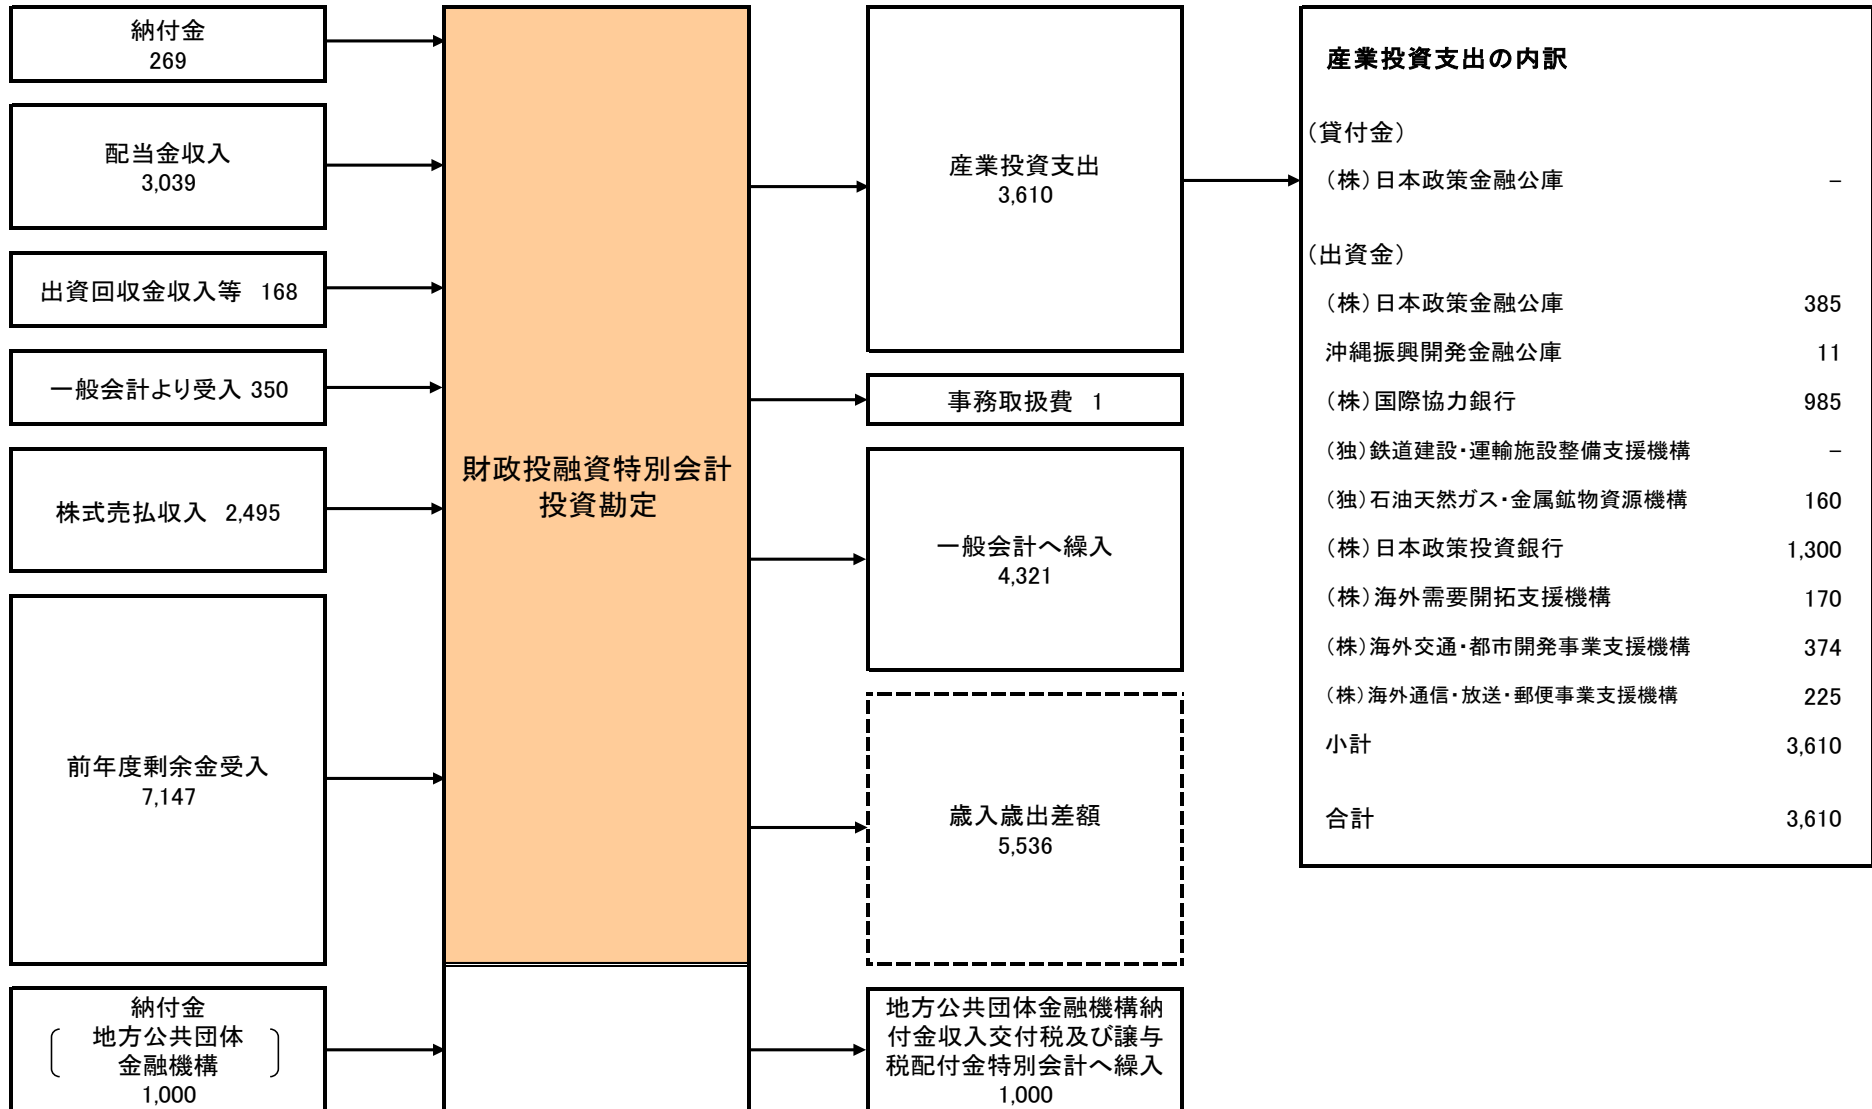 納付金
269
配当金収入
3,039
出資回収金収入等 168
一般会計より受入 350
株式売払収入 2,495
前年度剰余金受入
7,147
納付金
地方公共団体
金融機構
1,000
財政投融資特別会計
投資勘定
産業投資支出
3,610
事務取扱費 1
一般会計へ繰入
4,321
歳入歳出差額
5,536
地方公共団体金融機構納
付金収入交付税及び譲与
税配付金特別会計へ繰入
1,000
産業投資支出の内訳
（貸付金）
（株）日本政策金融公庫 －
（出資金）
（株）日本政策金融公庫 385
沖縄振興開発金融公庫 11
（株）国際協力銀行 985
（独）鉄道建設・運輸施設整備支援機構 －
（独）石油天然ガス・金属鉱物資源機構 160
（株）日本政策投資銀行 1,300
（株）海外需要開拓支援機構 170
（株）海外交通・都市開発事業支援機構 374
（株）海外通信・放送・郵便事業支援機構 225
小計 3,610
合計 3,610